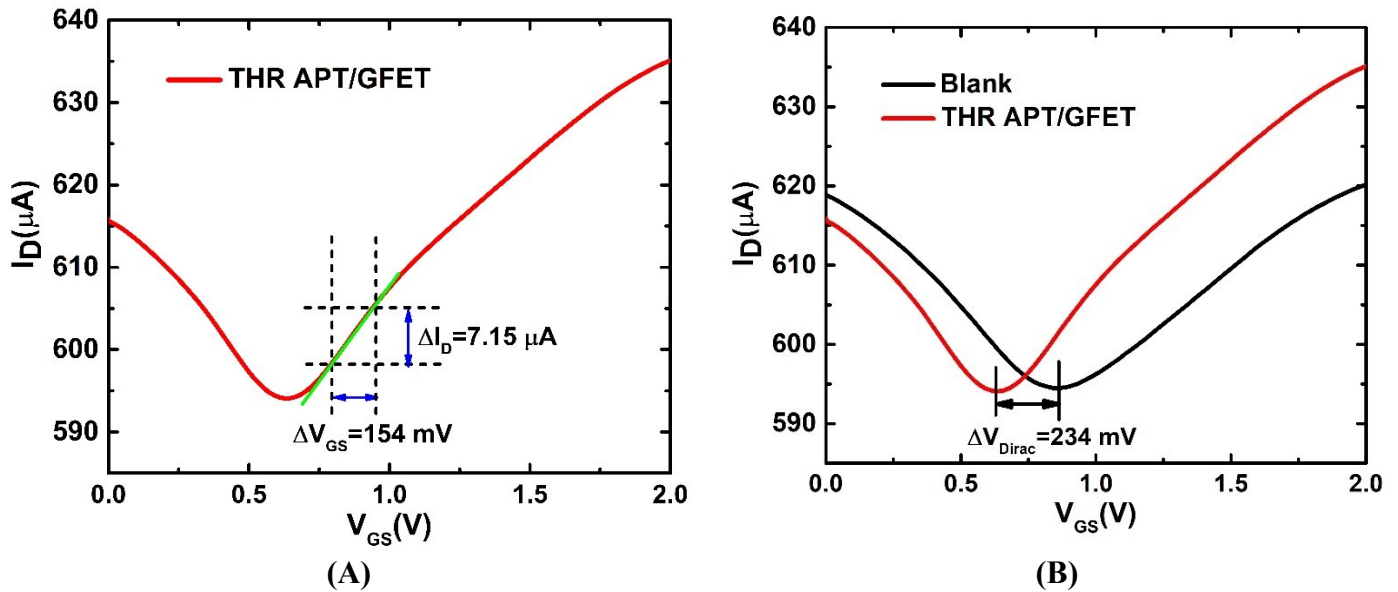 640
630
620
610
600
590
I_D(μA)
THR APT/GFET
ΔI_D=7.15 μA
ΔV_GS=154 mV
0.0 0.5 1.0 1.5 2.0
V_GS(V)
(A)
640
630
620
610
600
590
I_D(μA)
Blank
THR APT/GFET
ΔV_Dirac=234 mV
0.0 0.5 1.0 1.5 2.0
V_GS(V)
(B)